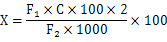 X = F₁ × C × 100 × 2 / F₂ × 1000 × 100